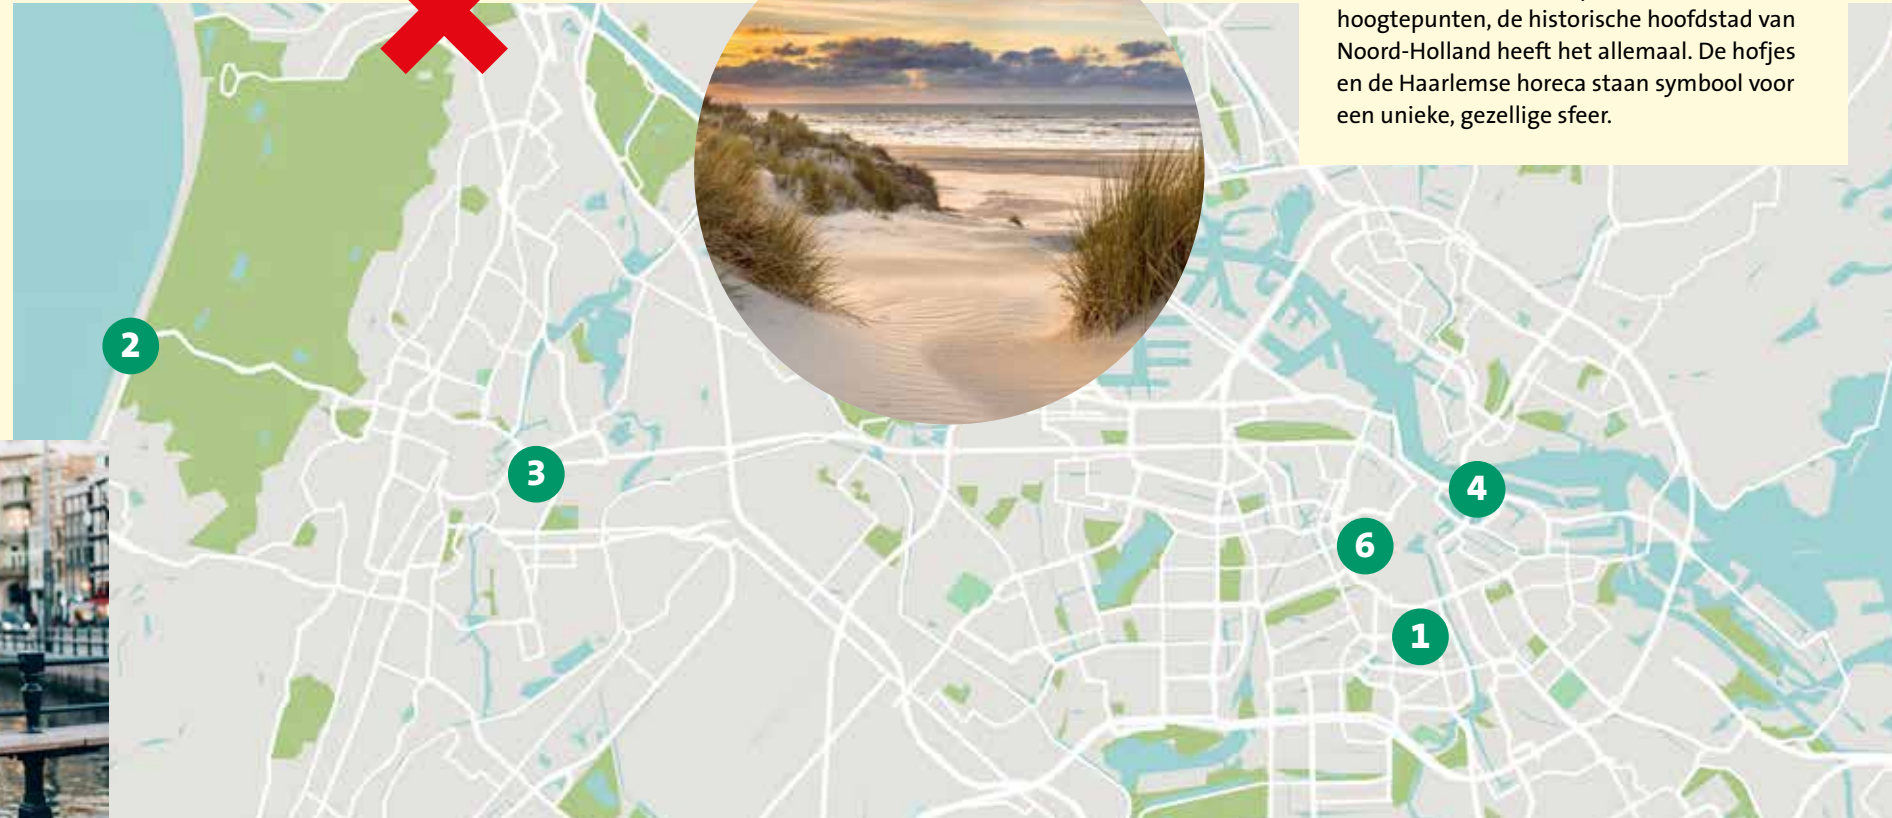 hoogtepunten, de historische hoofdstad van
Noord-Holland heeft het allemaal. De hofjes
en de Haarlemse horeca staan symbool voor
een unieke, gezellige sfeer.
2
3
4
6
1